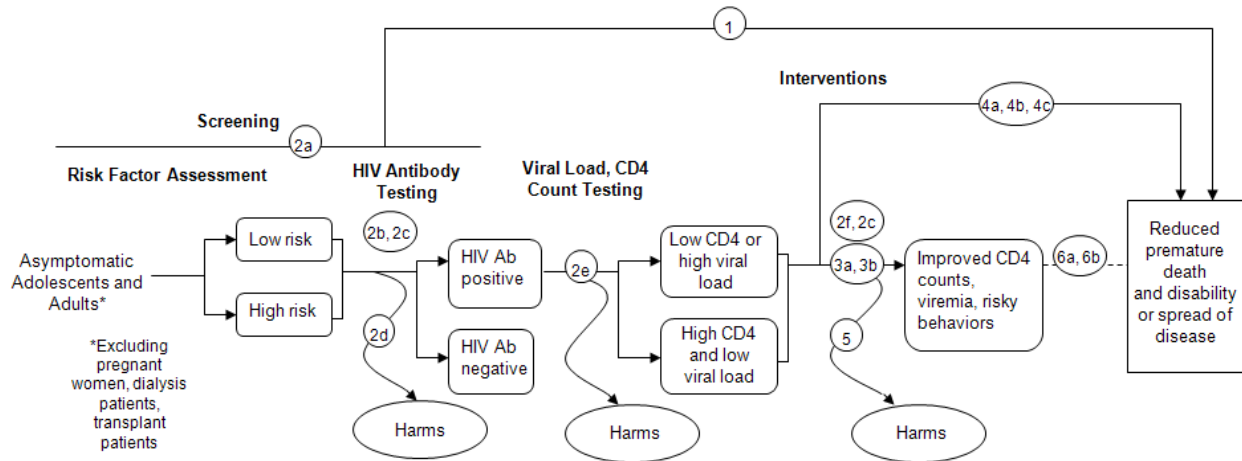 1
Interventions
4a, 4b, 4c
Screening
2a
Risk Factor Assessment
HIV Antibody
Testing
Viral Load, CD4
Count Testing
2b, 2c
2f, 2c
Asymptomatic
Adolescents and
Adults*
Low risk
High risk
HIV Ab
positive
HIV Ab
negative
2d
2e
Low CD4 or
high viral
load
High CD4
and low
viral load
3a, 3b
5
Improved CD4
counts,
viremia, risky
behaviors
6a, 6b
Reduced
premature
death
and disability
or spread of
disease
*Excluding
pregnant
women, dialysis
patients,
transplant
patients
Harms
Harms
Harms